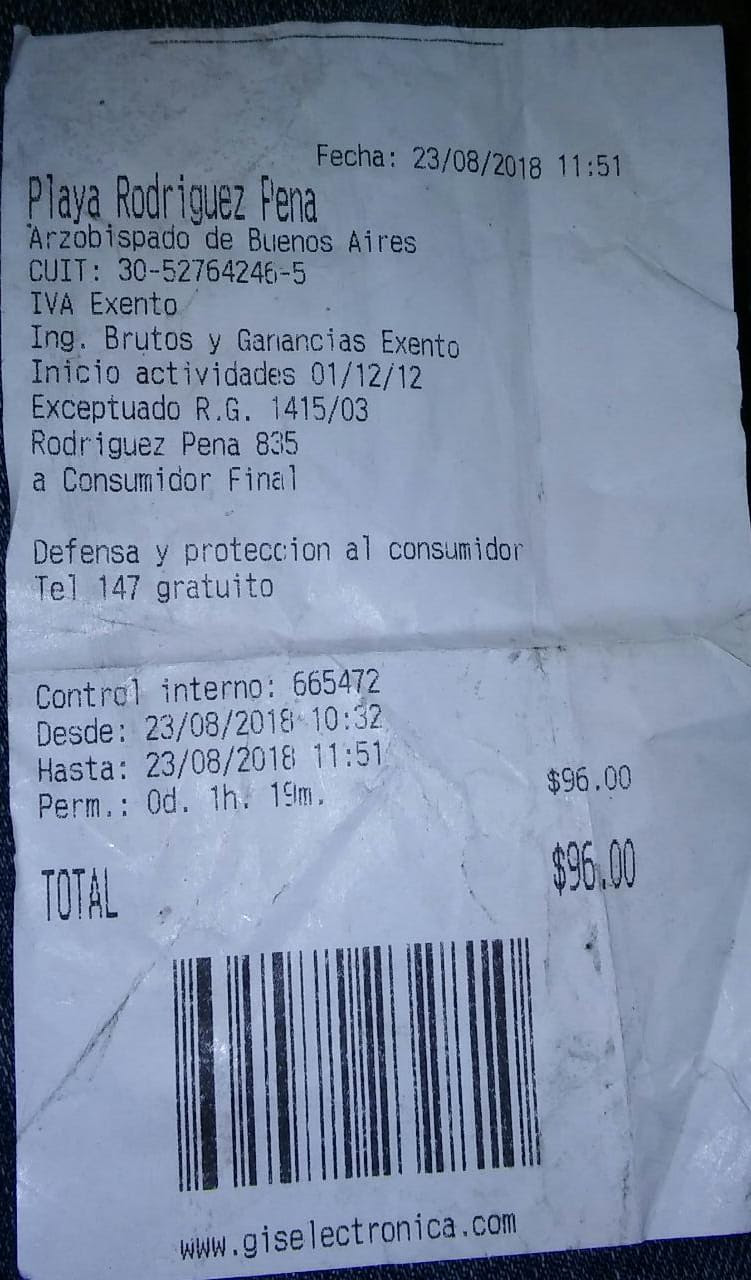 Fecha: 23/08/2018 11:51
Playa Rodriguez Pena
Arzobispado de Buenos Aires
CUIT: 30-52764246-5
IVA Exento
Ing. Brutos y Ganancias Exento
Inicio actividades 01/12/12
Exceptuado R.G. 1415/03
Rodriguez Pena 835
a Consumidor Final
Defensa y proteccion al consumidor
Tel 147 gratuito
Control interno: 665472
Desde: 23/08/2018 10:32
Hasta: 23/08/2018 11:51
Perm.: 0d. 1h. 19m. $96.00
TOTAL $96.00
www.giselectronica.com